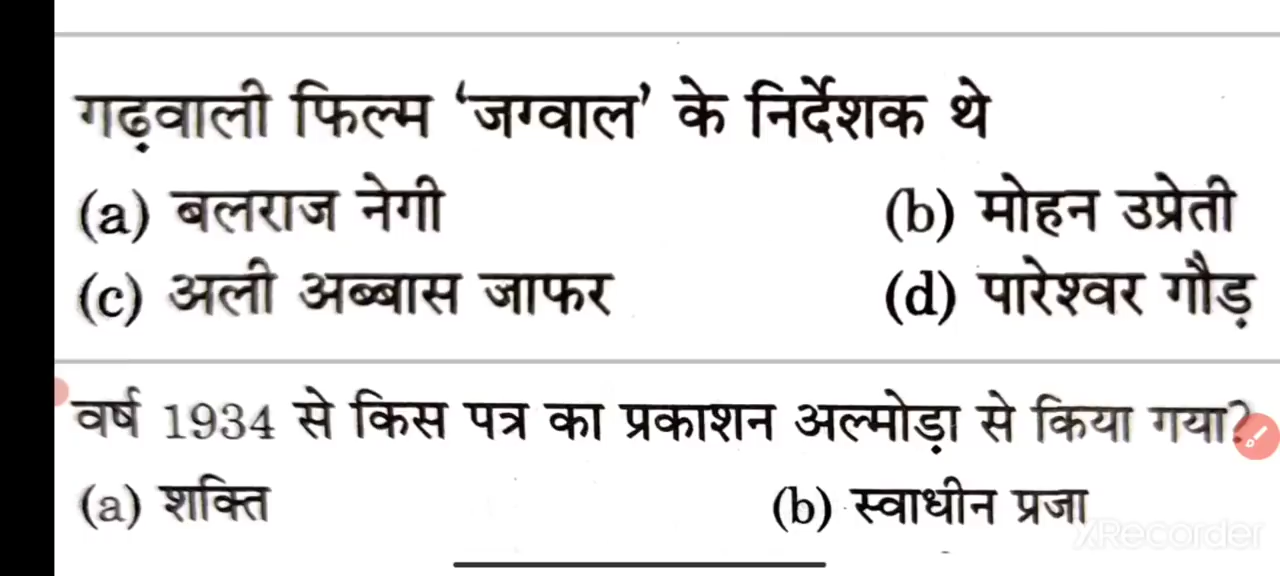 गढ़वाली फिल्म ‘जग्वाल’ के निर्देशक थे
(a) बलराज नेगी (b) मोहन उप्रेती
(c) अली अब्बास जाफर (d) पारेश्वर गौड़
वर्ष 1934 से किस पत्र का प्रकाशन अल्मोड़ा से किया गया?
(a) शक्ति (b) स्वाधीन प्रजा
XRecorder